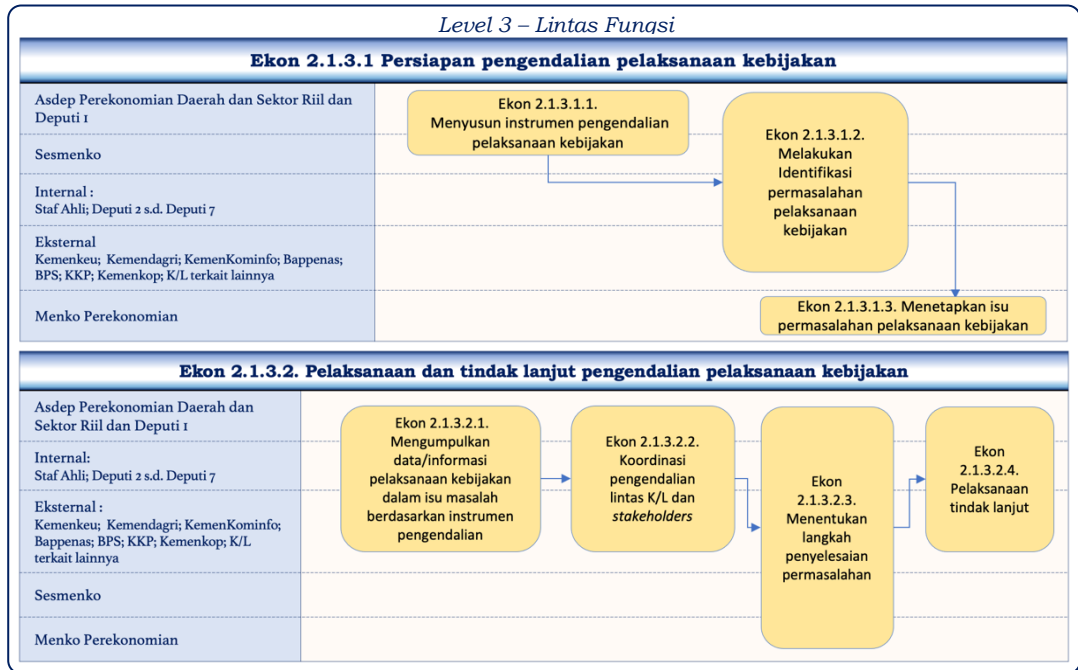 Level 3 – Lintas Fungsi
Ekon 2.1.3.1 Persiapan pengendalian pelaksanaan kebijakan
Asdep Perekonomian Daerah dan Sektor Riil dan
Deputi 1
Sesmenko
Internal :
Staf Ahli; Deputi 2 s.d. Deputi 7
Eksternal
Kemenkeu; Kemendagri; KemenKominfo; Bappenas;
BPS; KKP; Kemenkop; K/L terkait lainnya
Menko Perekonomian
Ekon 2.1.3.1.1.
Menyusun instrumen pengendalian
pelaksanaan kebijakan
Ekon 2.1.3.1.2.
Melakukan
Identifikasi
permasalahan
pelaksanaan
kebijakan
Ekon 2.1.3.1.3. Menetapkan isu
permasalahan pelaksanaan kebijakan
Ekon 2.1.3.2. Pelaksanaan dan tindak lanjut pengendalian pelaksanaan kebijakan
Asdep Perekonomian Daerah dan
Sektor Riil dan Deputi 1
Internal:
Staf Ahli; Deputi 2 s.d. Deputi 7
Eksternal :
Kemenkeu; Kemendagri; KemenKominfo;
Bappenas; BPS; KKP; Kemenkop; K/L
terkait lainnya
Sesmenko
Menko Perekonomian
Ekon 2.1.3.2.1.
Mengumpulkan
data/informasi
pelaksanaan kebijakan
dalam isu masalah
berdasarkan instrumen
pengendalian
Ekon 2.1.3.2.2.
Koordinasi
pengendalian
lintas K/L dan
stakeholders
Ekon
2.1.3.2.3.
Menentukan
langkah
penyelesaian
permasalahan
Ekon
2.1.3.2.4.
Pelaksanaan
tindak lanjut